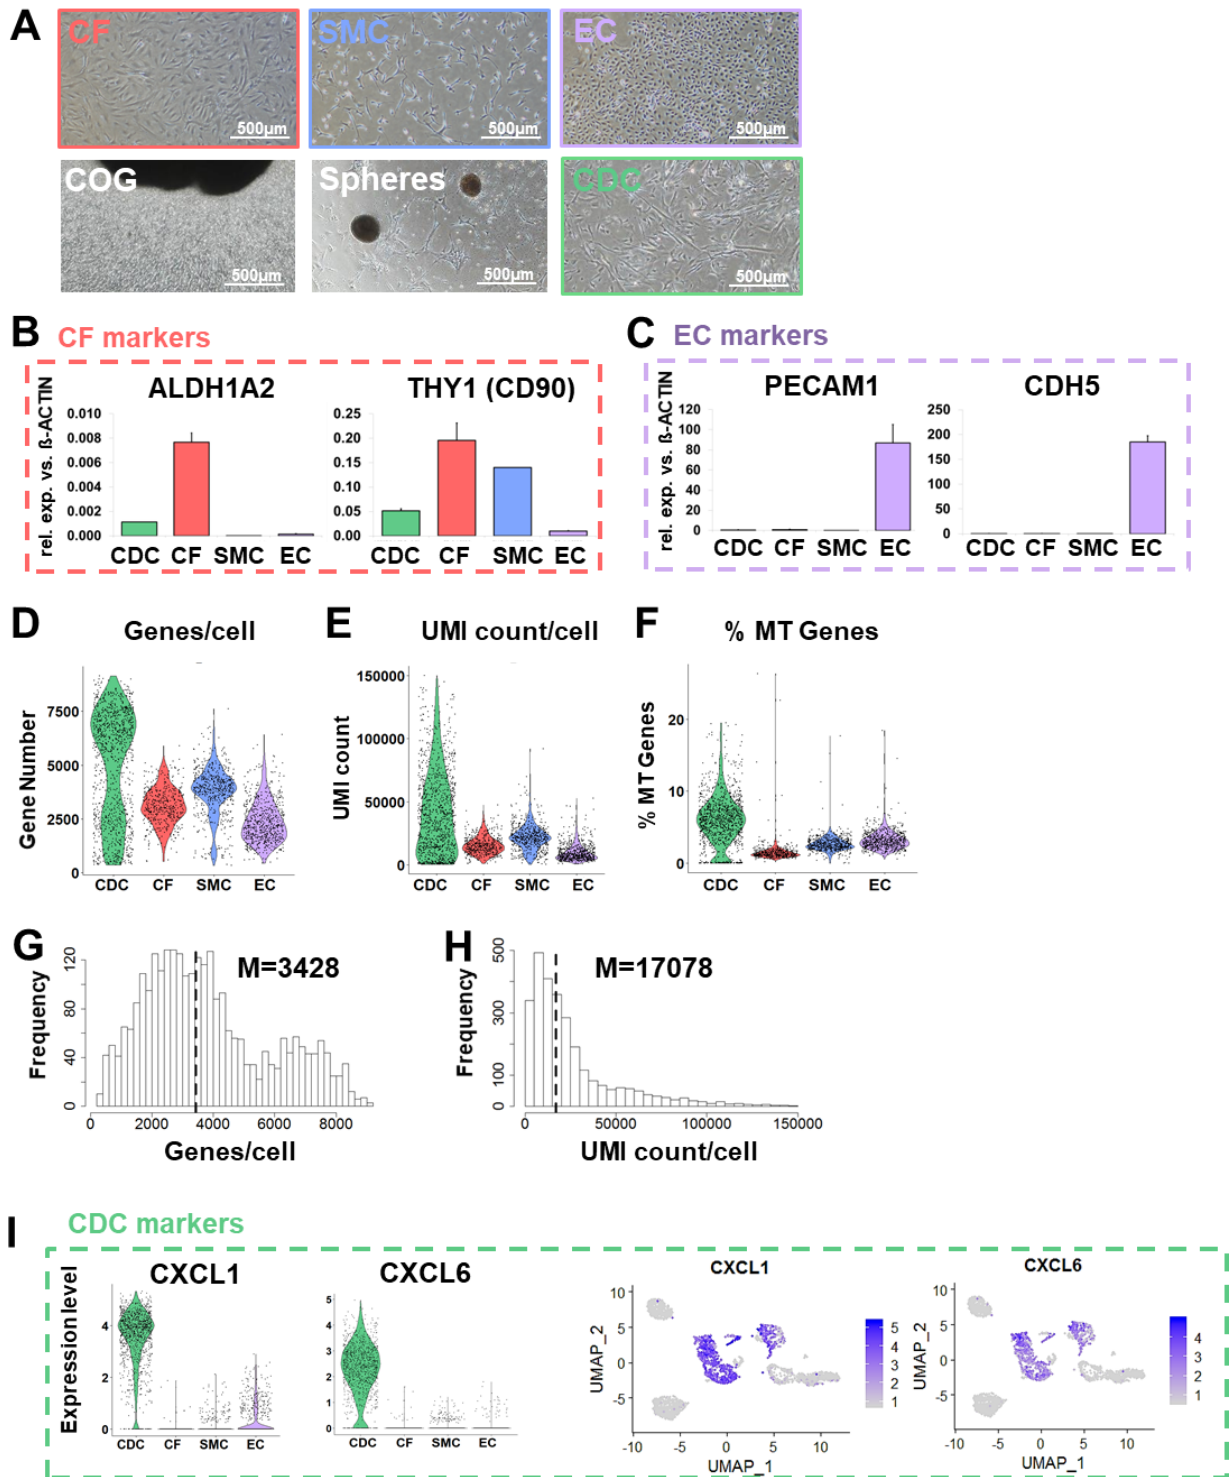 A
CF
SMC
EC
500µm
500µm
500µm
COG
Spheres
CDC
500µm
500µm
500µm
B CF markers
ALDH1A2
THY1 (CD90)
rel. exp. vs. ß-ACTIN
0.010
0.008
0.006
0.004
0.002
0.000
CDC CF SMC EC
0.25
0.20
0.15
0.10
0.05
0.00
CDC CF SMC EC
C EC markers
PECAM1
CDH5
rel. exp. vs. ß-ACTIN
120
100
80
60
40
20
0
CDC CF SMC EC
250
200
150
100
50
0
CDC CF SMC EC
D Genes/cell
Gene Number
7500
5000
2500
0
CDC CF SMC EC
E UMI count/cell
UMI count
150000
100000
50000
0
CDC CF SMC EC
F % MT Genes
% MT Genes
20
10
0
CDC CF SMC EC
G
M=3428
Frequency
120
80
40
0
0 2000 4000 6000 8000
Genes/cell
H
M=17078
Frequency
500
300
100
0
0 50000 100000 150000
UMI count/cell
I CDC markers
CXCL1
Expression level
4
2
0
CDC CF SMC EC
CXCL6
5
4
3
2
1
0
CDC CF SMC EC
CXCL1
UMAP_2
10
5
0
-5
-10 -5 0 5 10
UMAP_1
5
4
3
2
1
CXCL6
UMAP_2
10
5
0
-5
-10 -5 0 5 10
UMAP_1
4
3
2
1